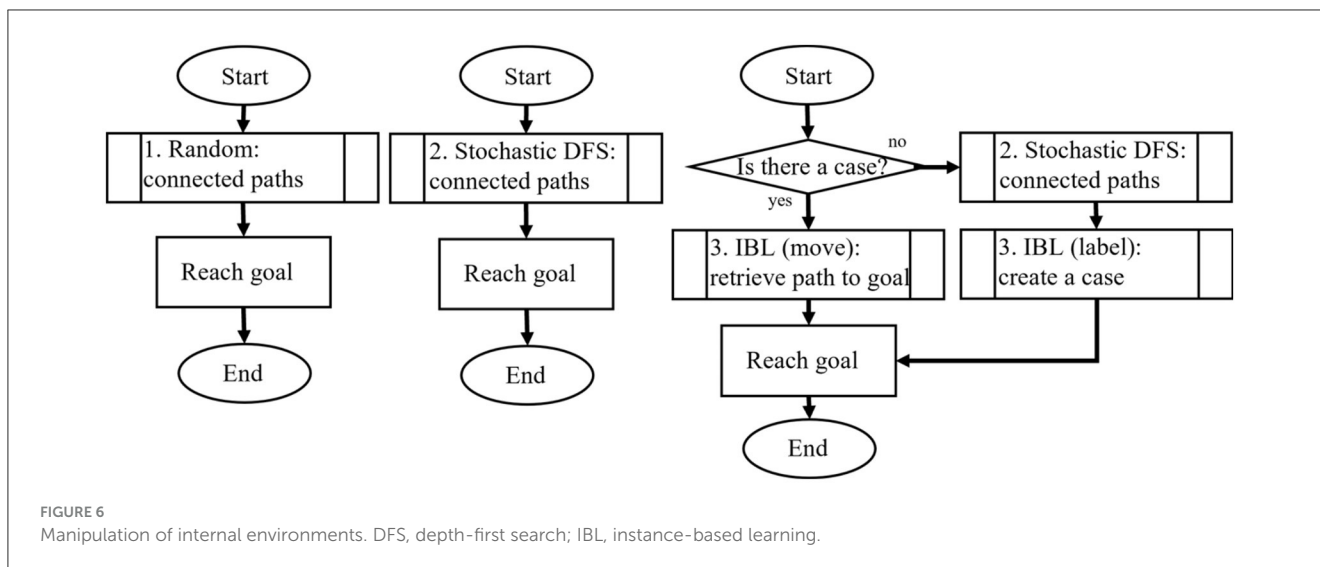 Start
1. Random:
connected paths
Reach goal
End
Start
2. Stochastic DFS:
connected paths
Reach goal
End
Start
Is there a case?
no
yes
2. Stochastic DFS:
connected paths
3. IBL (move):
retrieve path to goal
3. IBL (label):
create a case
Reach goal
End
FIGURE 6
Manipulation of internal environments. DFS, depth-first search; IBL, instance-based learning.